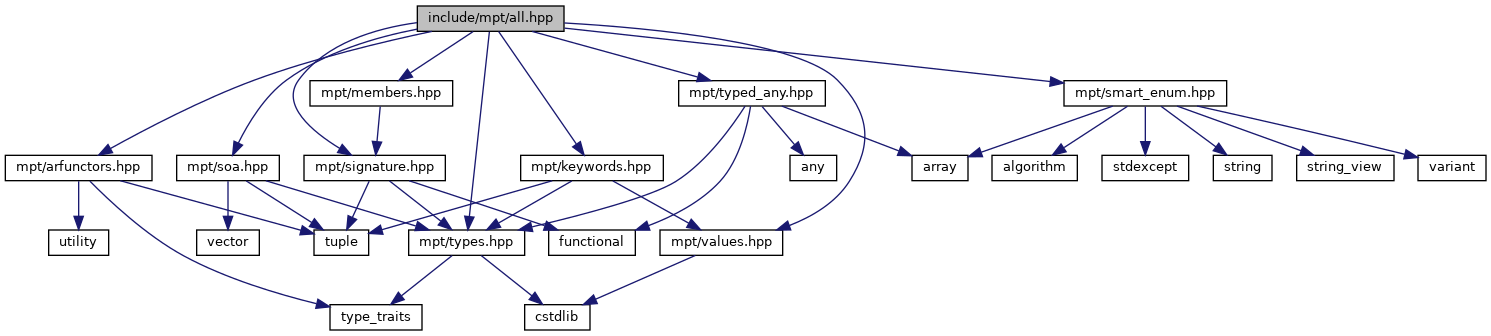 include/mpt/all.hpp
mpt/members.hpp
mpt/typed_any.hpp
mpt/smart_enum.hpp
mpt/arfunctors.hpp
mpt/soa.hpp
mpt/signature.hpp
mpt/keywords.hpp
any
array
algorithm
stdexcept
string
string_view
variant
utility
vector
tuple
mpt/types.hpp
functional
mpt/values.hpp
type_traits
cstdlib